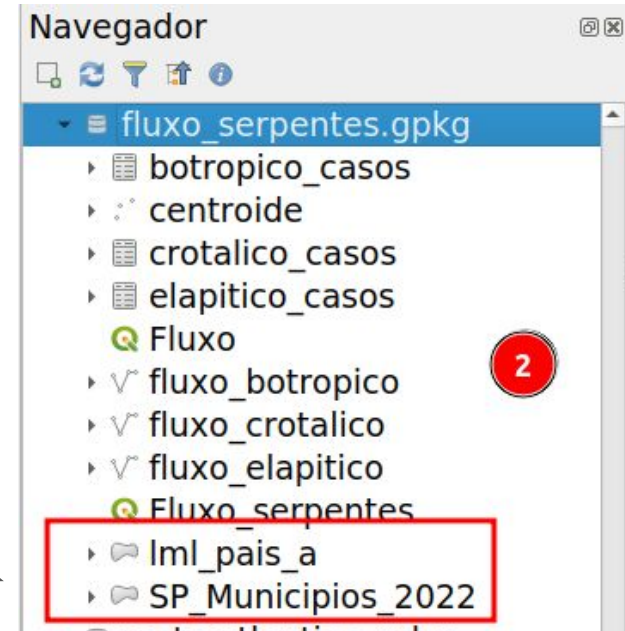 Navegador
fluxo_serpentes.gpkg
botropico_casos
centroide
crotalico_casos
elapitico_casos
Fluxo
2
fluxo_botropico
fluxo_crotalico
fluxo_elapitico
Fluxo_serpentes
lml_pais_a
SP_Municipios_2022